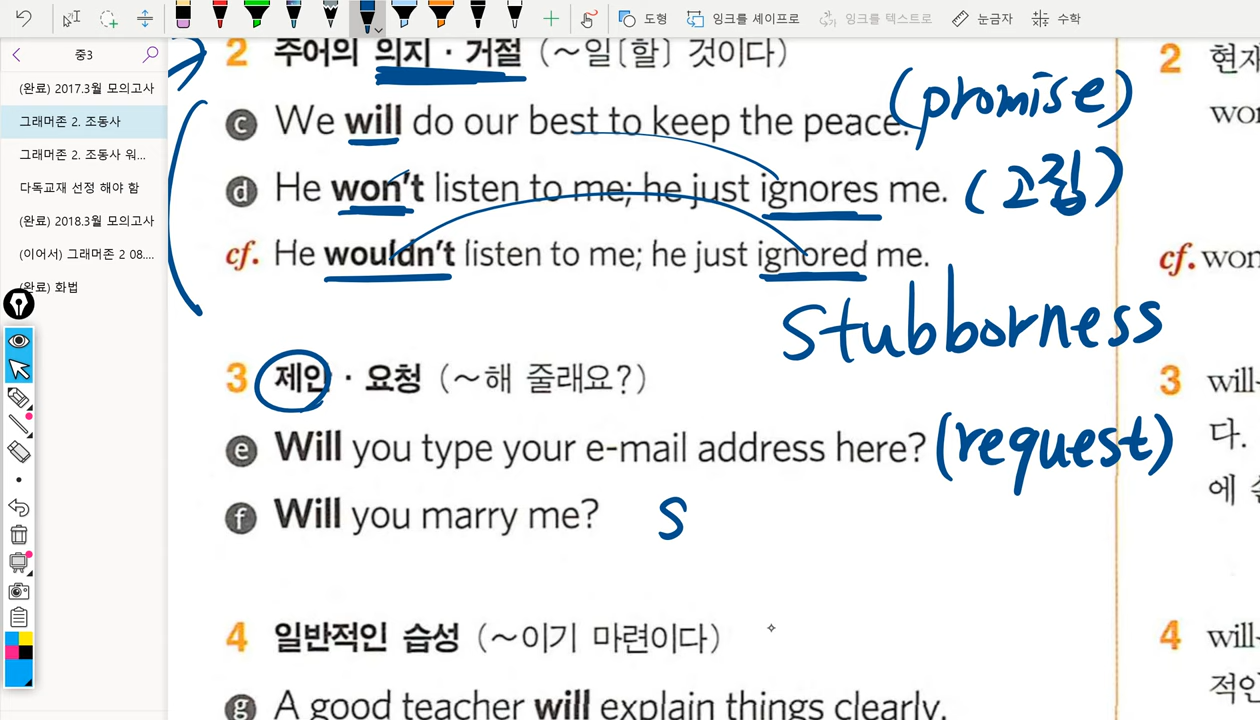 도형
잉크를 셰이프로
잉크를 텍스트로
눈금자
수학
중3
(완료) 2017.3월 모의고사
그래머존 2. 조동사
그래머존 2. 조동사 워...
다독교재 선정 해야 함
(완료) 2018.3월 모의고사
(이어서) 그래머존 2 08....
(완료) 화법
2 주어의 의지 · 거절 (～일[할] 것이다)
c We will do our best to keep the peace. (promise)
d He won't listen to me; he just ignores me. (고집)
cf. He wouldn't listen to me; he just ignored me.
stubborness
3 제안 · 요청 (～해 줄래요?)
e Will you type your e-mail address here? (request)
f Will you marry me? S
4 일반적인 습성 (～이기 마련이다)
g A good teacher will explain things clearly.
2 현재
won
cf. won
3 will-
다.
에
4 will-
적인